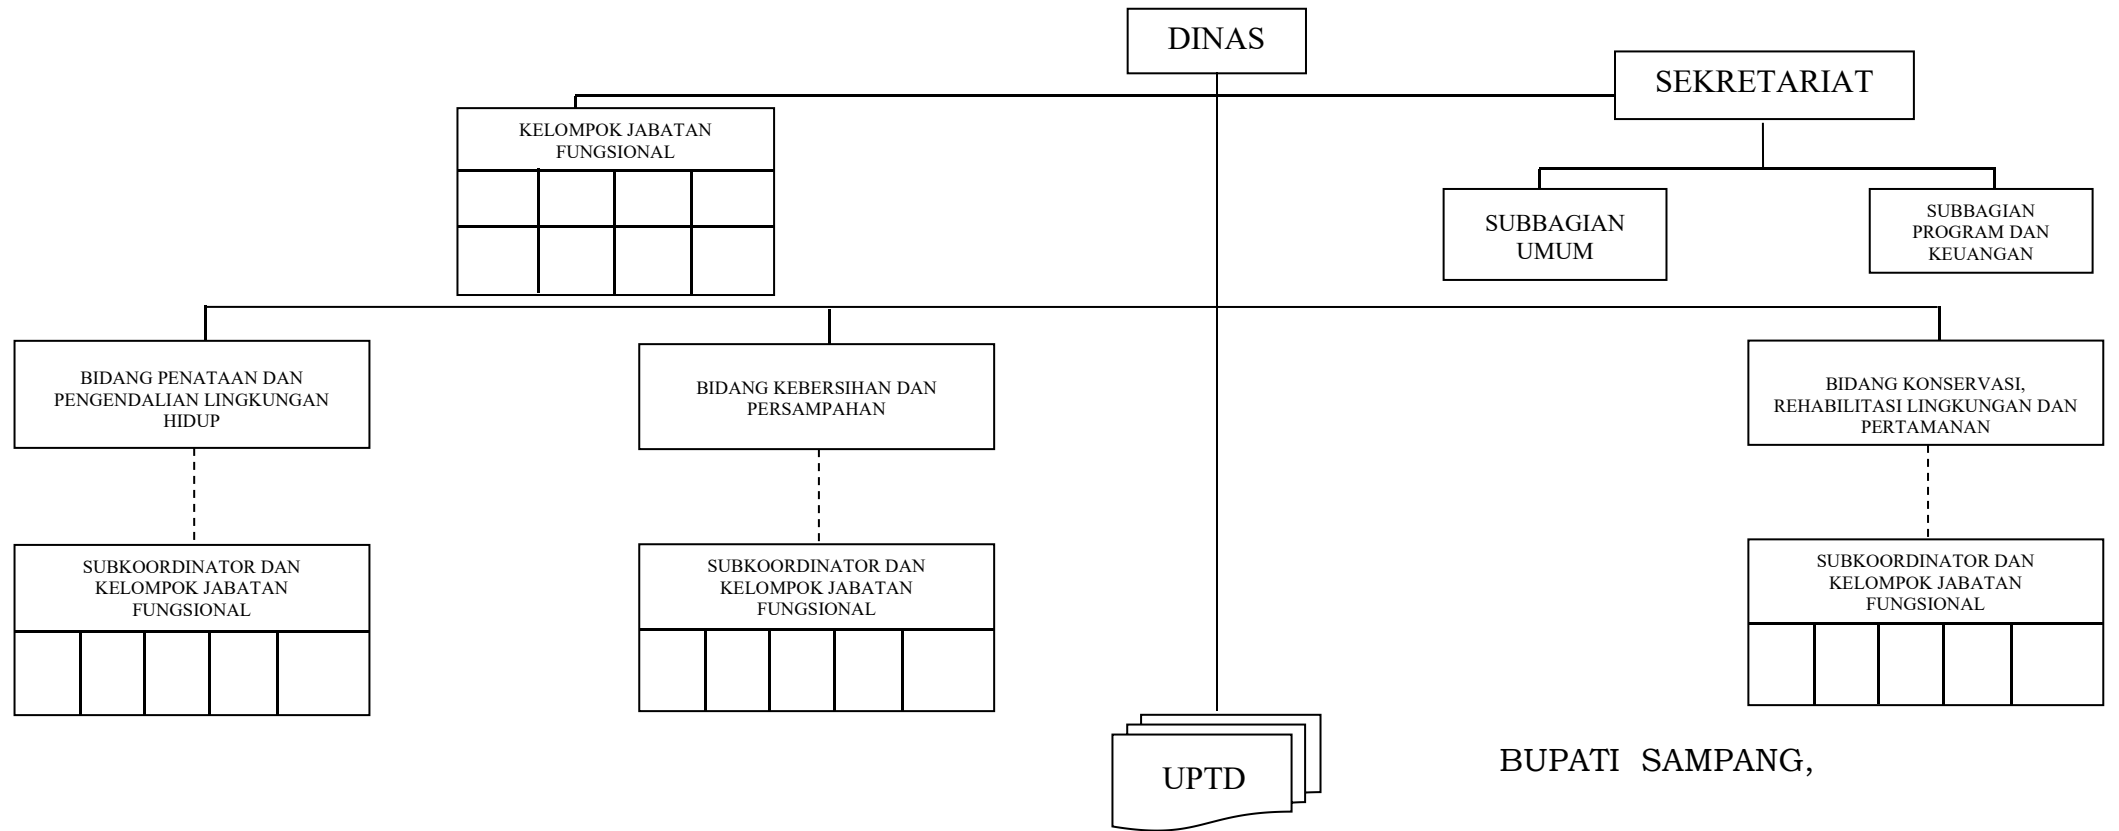 DINAS
SEKRETARIAT
KELOMPOK JABATAN
FUNGSIONAL
SUBBAGIAN
UMUM
SUBBAGIAN
PROGRAM DAN
KEUANGAN
BIDANG PENATAAN DAN
PENGENDALIAN LINGKUNGAN
HIDUP
BIDANG KEBERSIHAN DAN
PERSAMPAHAN
BIDANG KONSERVASI,
REHABILITASI LINGKUNGAN DAN
PERTAMANAN
SUBKOORDINATOR DAN
KELOMPOK JABATAN
FUNGSIONAL
SUBKOORDINATOR DAN
KELOMPOK JABATAN
FUNGSIONAL
SUBKOORDINATOR DAN
KELOMPOK JABATAN
FUNGSIONAL
UPTD
BUPATI SAMPANG,